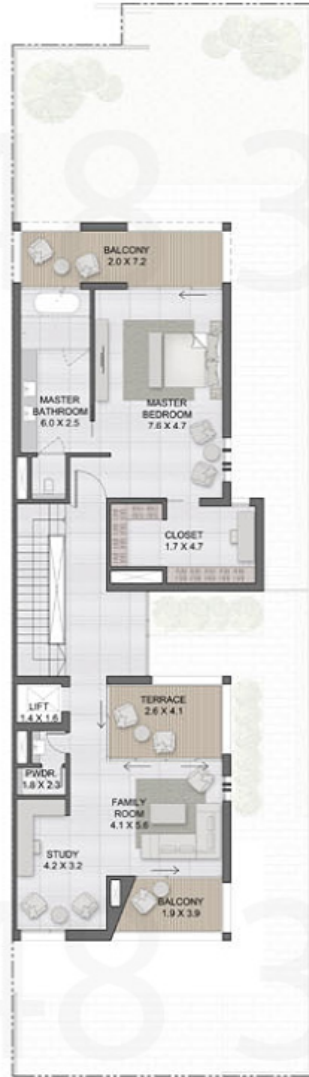 BALCONY
2.0 X 7.2
MASTER
BATHROOM
6.0 X 2.5
MASTER
BEDROOM
7.6 X 4.7
CLOSET
1.7 X 4.7
LIFT
1.4 X 1.6
TERRACE
2.6 X 4.1
PWDR.
1.8 X 2.3
FAMILY
ROOM
4.1 X 5.6
STUDY
4.2 X 3.2
BALCONY
1.9 X 3.9